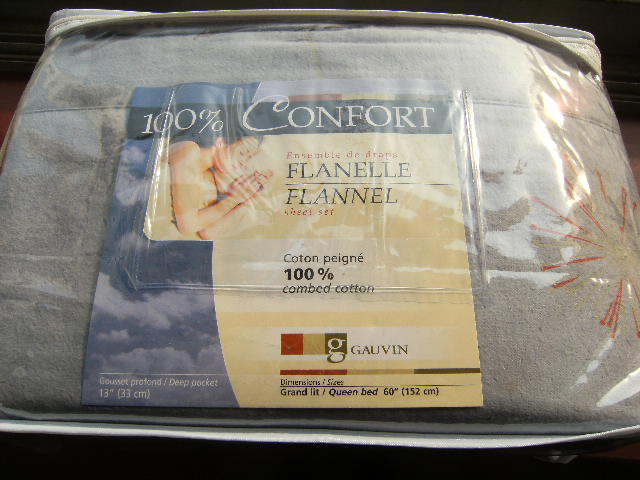 100% CONFORT
Ensemble de draps
FLANELLE
FLANNEL
sheet set
Coton peigné
100 %
combed cotton
g GAUVIN
Gousset profond / Deep pocket
13" (33 cm)
Dimensions / Sizes
Grand lit / Queen bed 60" (152 cm)